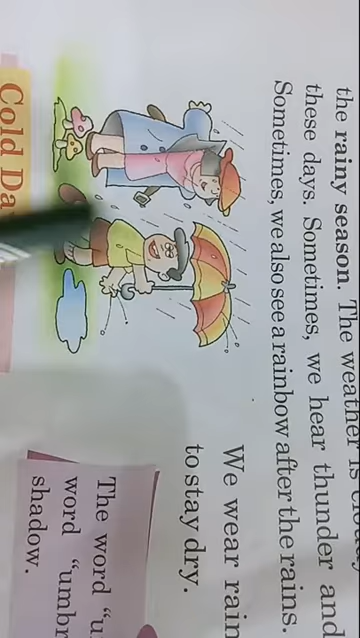 the rainy season. The weather is
these days. Sometimes, we hear thunder and
Sometimes, we also see a rainbow after the rains.
We wear rain
to stay dry.
The word "u
word "umbr
shadow.
Cold Da